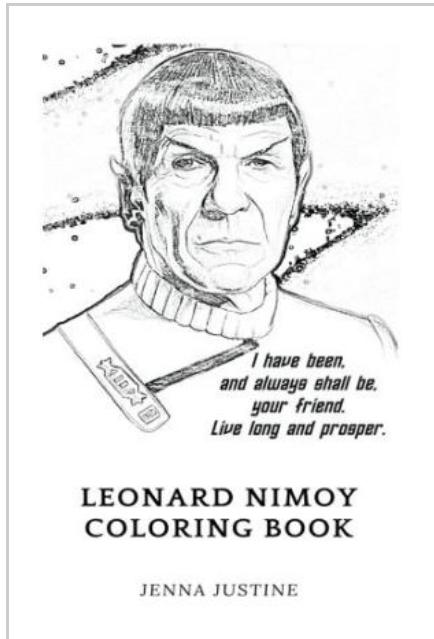 I have been,
and always shall be,
your friend.
Live long and prosper.
LEONARD NIMOY
COLORING BOOK
JENNA JUSTINE